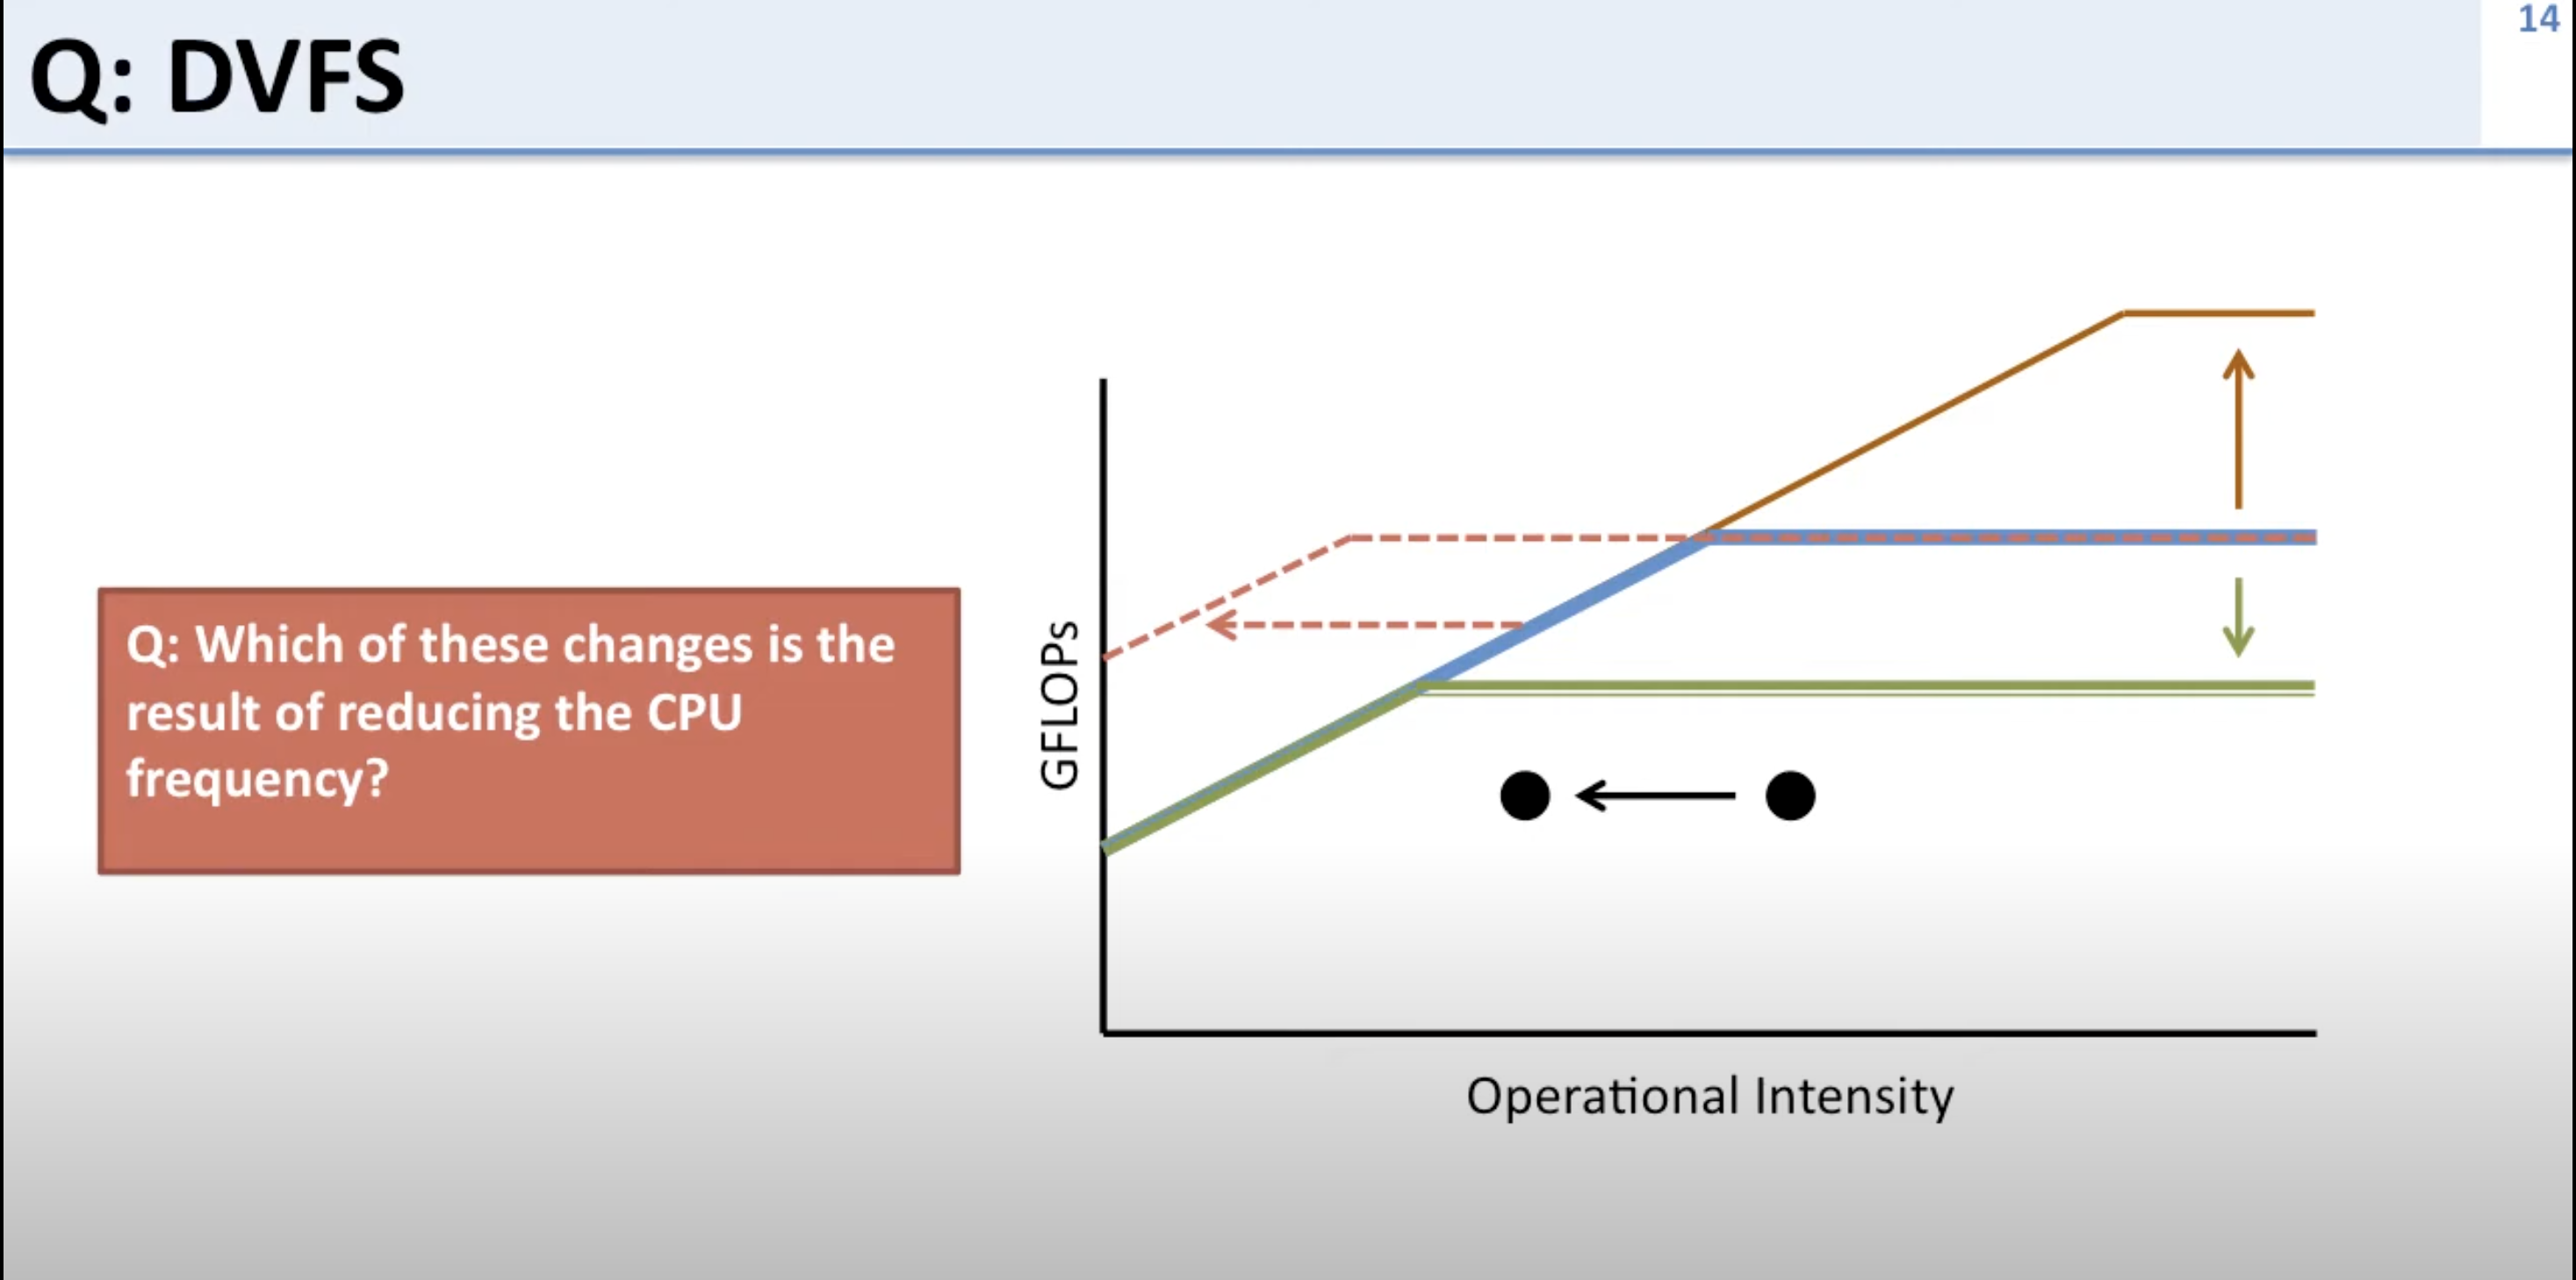 14
Q: DVFS
Q: Which of these changes is the
result of reducing the CPU
frequency?
GFLOPs
Operational Intensity